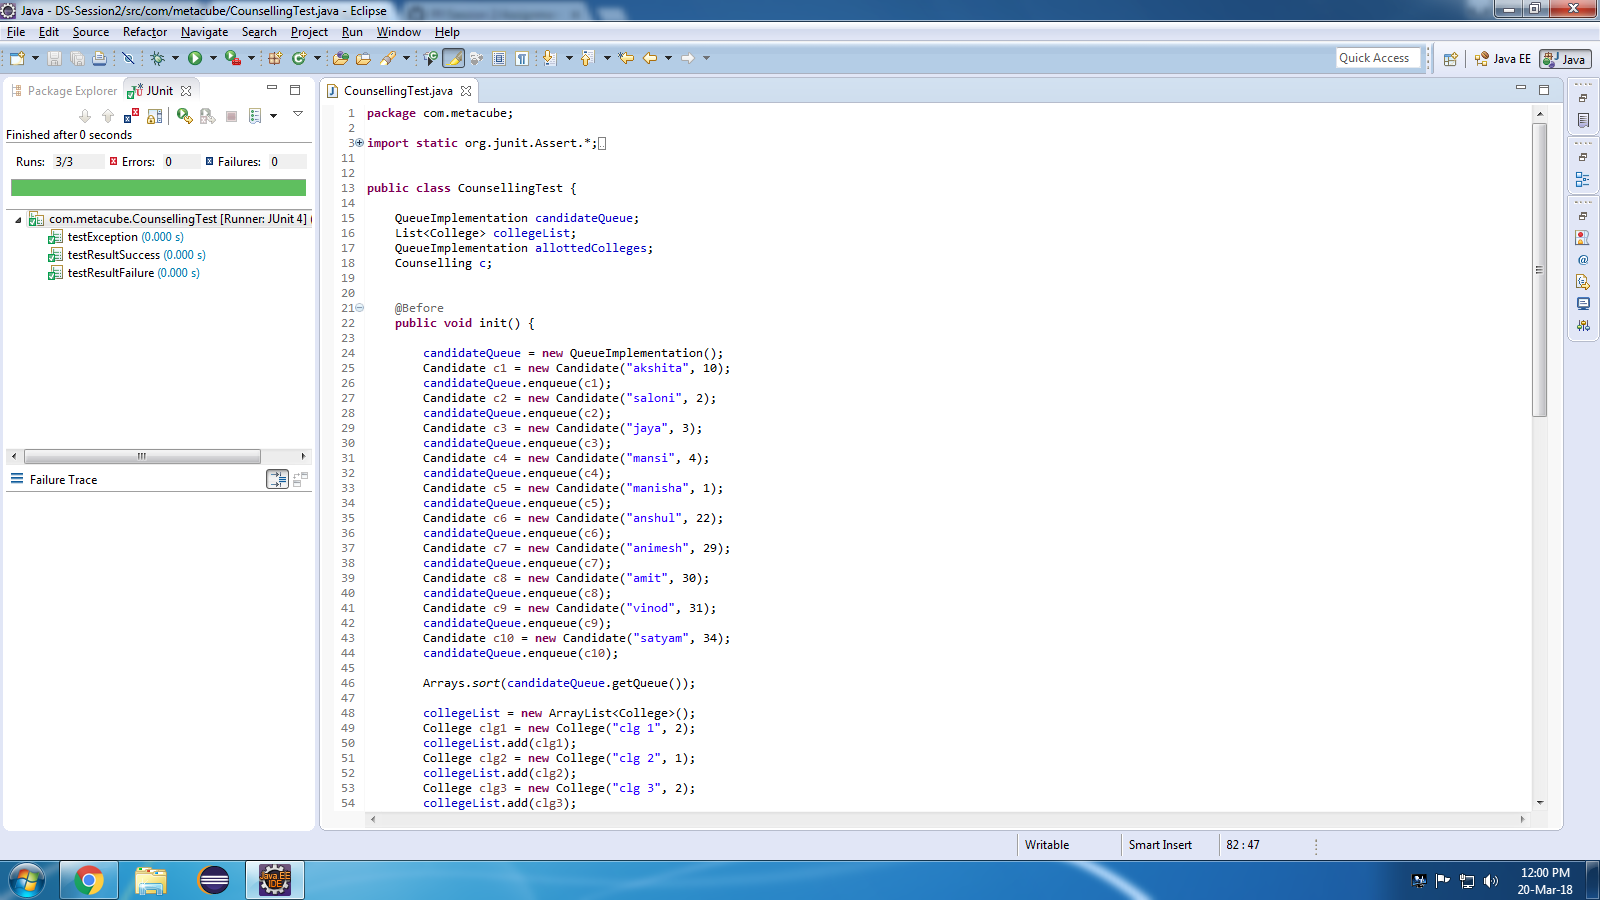 Java - DS-Session2/src/com/metacube/CounsellingTest.java - Eclipse
File Edit Source Refactor Navigate Search Project Run Window Help
Quick Access
Java EE
Java
Package Explorer
JUnit
Finished after 0 seconds
Runs: 3/3 Errors: 0 Failures: 0
com.metacube.CounsellingTest [Runner: JUnit 4] (
testException (0.000 s)
testResultSuccess (0.000 s)
testResultFailure (0.000 s)
Failure Trace
CounsellingTest.java
1 package com.metacube;
2
3 import static org.junit.Assert.*;
11
12
13 public class CounsellingTest {
14
15 QueueImplementation candidateQueue;
16 List<College> collegeList;
17 QueueImplementation allottedColleges;
18 Counselling c;
19
20
21 @Before
22 public void init() {
23
24 candidateQueue = new QueueImplementation();
25 Candidate c1 = new Candidate("akshita", 10);
26 candidateQueue.enqueue(c1);
27 Candidate c2 = new Candidate("saloni", 2);
28 candidateQueue.enqueue(c2);
29 Candidate c3 = new Candidate("jaya", 3);
30 candidateQueue.enqueue(c3);
31 Candidate c4 = new Candidate("mansi", 4);
32 candidateQueue.enqueue(c4);
33 Candidate c5 = new Candidate("manisha", 1);
34 candidateQueue.enqueue(c5);
35 Candidate c6 = new Candidate("anshul", 22);
36 candidateQueue.enqueue(c6);
37 Candidate c7 = new Candidate("animesh", 29);
38 candidateQueue.enqueue(c7);
39 Candidate c8 = new Candidate("amit", 30);
40 candidateQueue.enqueue(c8);
41 Candidate c9 = new Candidate("vinod", 31);
42 candidateQueue.enqueue(c9);
43 Candidate c10 = new Candidate("satyam", 34);
44 candidateQueue.enqueue(c10);
45
46 Arrays.sort(candidateQueue.getQueue());
47
48 collegeList = new ArrayList<College>();
49 College clg1 = new College("clg 1", 2);
50 collegeList.add(clg1);
51 College clg2 = new College("clg 2", 1);
52 collegeList.add(clg2);
53 College clg3 = new College("clg 3", 2);
54 collegeList.add(clg3);
Writable
Smart Insert
82 : 47
Java EE
IDE
12:00 PM
20-Mar-18